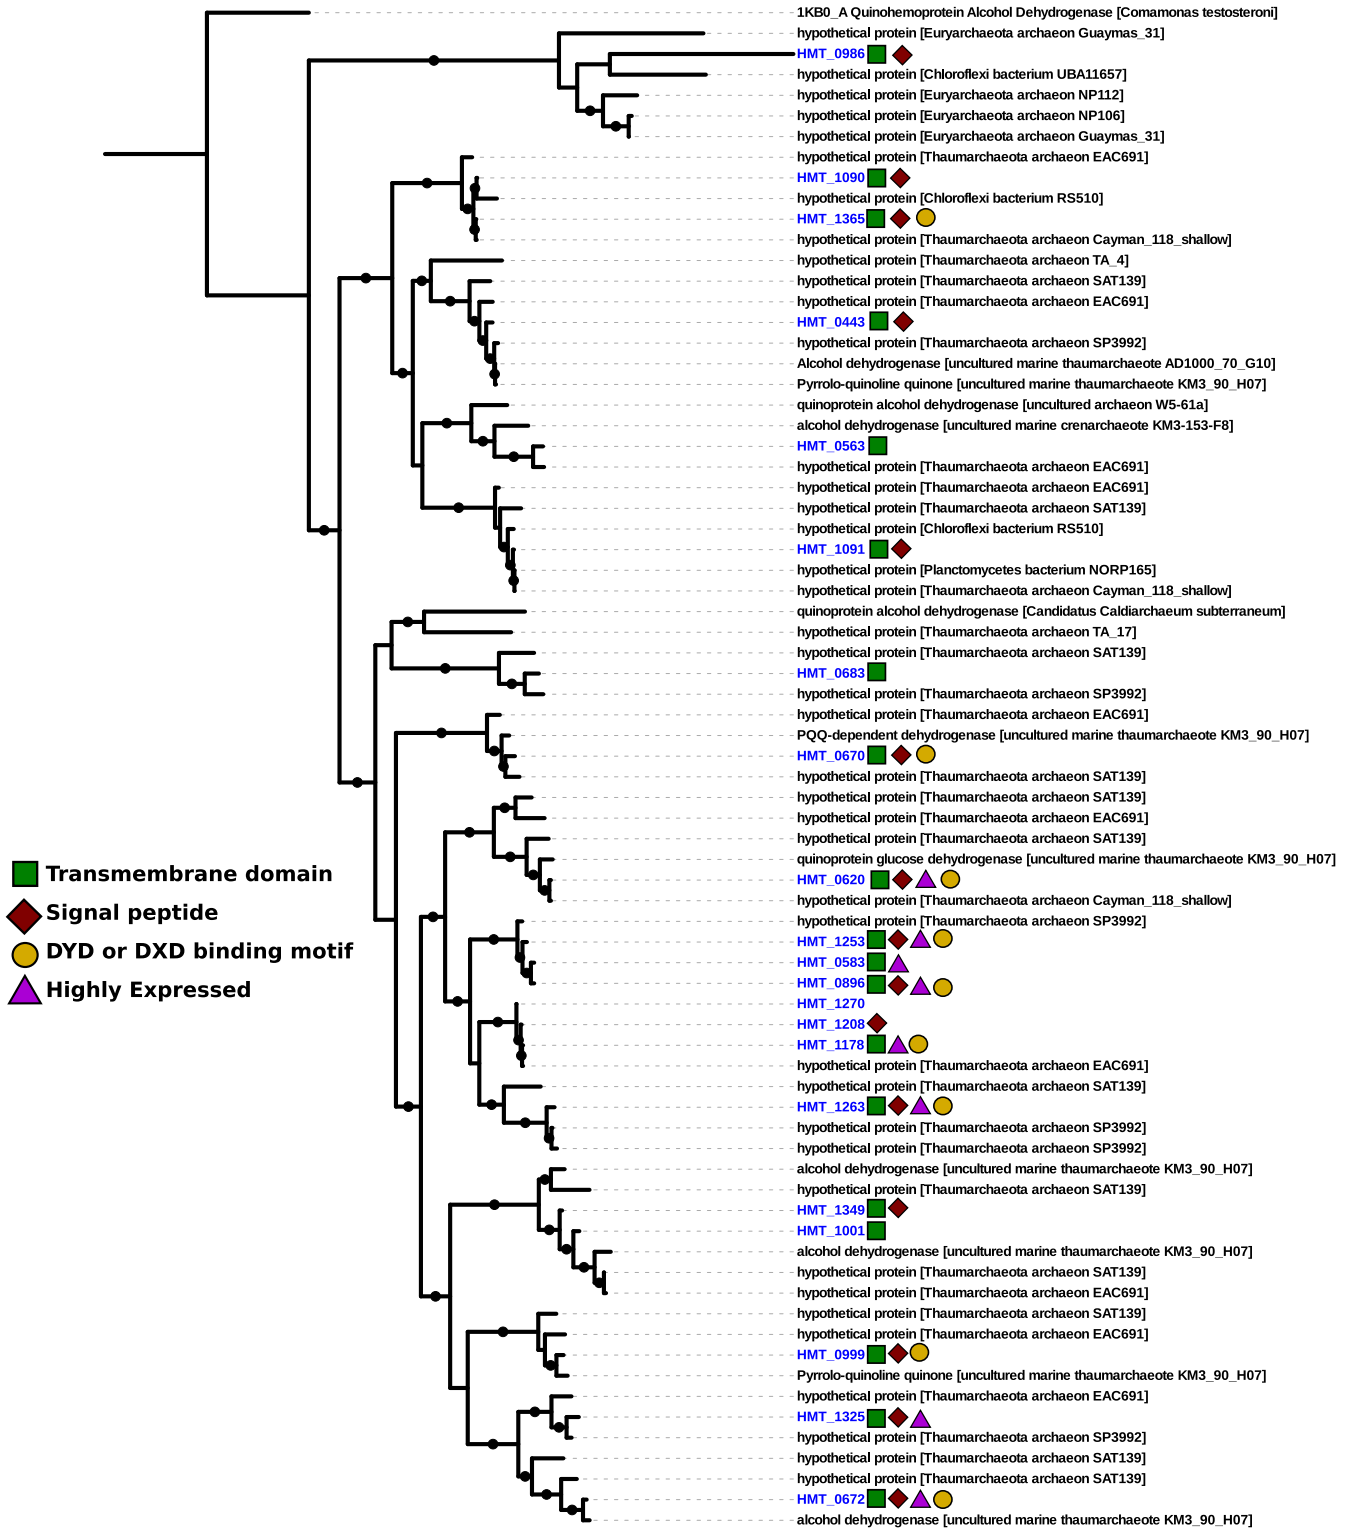 1KB0_A Quinohemoprotein Alcohol Dehydrogenase [Comamonas testosteroni]
hypothetical protein [Euryarchaeota archaeon Guaymas_31]
HMT_0986
hypothetical protein [Chloroflexi bacterium UBA11657]
hypothetical protein [Euryarchaeota archaeon NP112]
hypothetical protein [Euryarchaeota archaeon NP106]
hypothetical protein [Euryarchaeota archaeon Guaymas_31]
hypothetical protein [Thaumarchaeota archaeon EAC691]
HMT_1090
hypothetical protein [Chloroflexi bacterium RS510]
HMT_1365
hypothetical protein [Thaumarchaeota archaeon Cayman_118_shallow]
hypothetical protein [Thaumarchaeota archaeon TA_4]
hypothetical protein [Thaumarchaeota archaeon SAT139]
hypothetical protein [Thaumarchaeota archaeon EAC691]
HMT_0443
hypothetical protein [Thaumarchaeota archaeon SP3992]
Alcohol dehydrogenase [uncultured marine thaumarchaeote AD1000_70_G10]
Pyrrolo-quinoline quinone [uncultured marine thaumarchaeote KM3_90_H07]
quinoprotein alcohol dehydrogenase [uncultured archaeon W5-61a]
alcohol dehydrogenase [uncultured marine crenarchaeote KM3-153-F8]
HMT_0563
hypothetical protein [Thaumarchaeota archaeon EAC691]
hypothetical protein [Thaumarchaeota archaeon EAC691]
hypothetical protein [Thaumarchaeota archaeon SAT139]
hypothetical protein [Chloroflexi bacterium RS510]
HMT_1091
hypothetical protein [Planctomycetes bacterium NORP165]
hypothetical protein [Thaumarchaeota archaeon Cayman_118_shallow]
quinoprotein alcohol dehydrogenase [Candidatus Caldiarchaeum subterraneum]
hypothetical protein [Thaumarchaeota archaeon TA_17]
hypothetical protein [Thaumarchaeota archaeon SAT139]
HMT_0683
hypothetical protein [Thaumarchaeota archaeon SP3992]
hypothetical protein [Thaumarchaeota archaeon EAC691]
PQQ-dependent dehydrogenase [uncultured marine thaumarchaeote KM3_90_H07]
HMT_0670
hypothetical protein [Thaumarchaeota archaeon SAT139]
hypothetical protein [Thaumarchaeota archaeon SAT139]
hypothetical protein [Thaumarchaeota archaeon EAC691]
hypothetical protein [Thaumarchaeota archaeon SAT139]
quinoprotein glucose dehydrogenase [uncultured marine thaumarchaeote KM3_90_H07]
HMT_0620
hypothetical protein [Thaumarchaeota archaeon Cayman_118_shallow]
hypothetical protein [Thaumarchaeota archaeon SP3992]
HMT_1253
HMT_0583
HMT_0896
HMT_1270
HMT_1208
HMT_1178
hypothetical protein [Thaumarchaeota archaeon EAC691]
hypothetical protein [Thaumarchaeota archaeon SAT139]
HMT_1263
hypothetical protein [Thaumarchaeota archaeon SP3992]
hypothetical protein [Thaumarchaeota archaeon SP3992]
alcohol dehydrogenase [uncultured marine thaumarchaeote KM3_90_H07]
hypothetical protein [Thaumarchaeota archaeon SAT139]
HMT_1349
HMT_1001
alcohol dehydrogenase [uncultured marine thaumarchaeote KM3_90_H07]
hypothetical protein [Thaumarchaeota archaeon SAT139]
hypothetical protein [Thaumarchaeota archaeon EAC691]
hypothetical protein [Thaumarchaeota archaeon SAT139]
hypothetical protein [Thaumarchaeota archaeon EAC691]
HMT_0999
Pyrrolo-quinoline quinone [uncultured marine thaumarchaeote KM3_90_H07]
hypothetical protein [Thaumarchaeota archaeon EAC691]
HMT_1325
hypothetical protein [Thaumarchaeota archaeon SP3992]
hypothetical protein [Thaumarchaeota archaeon SAT139]
hypothetical protein [Thaumarchaeota archaeon SAT139]
HMT_0672
alcohol dehydrogenase [uncultured marine thaumarchaeote KM3_90_H07]
Transmembrane domain
Signal peptide
DYD or DXD binding motif
Highly Expressed